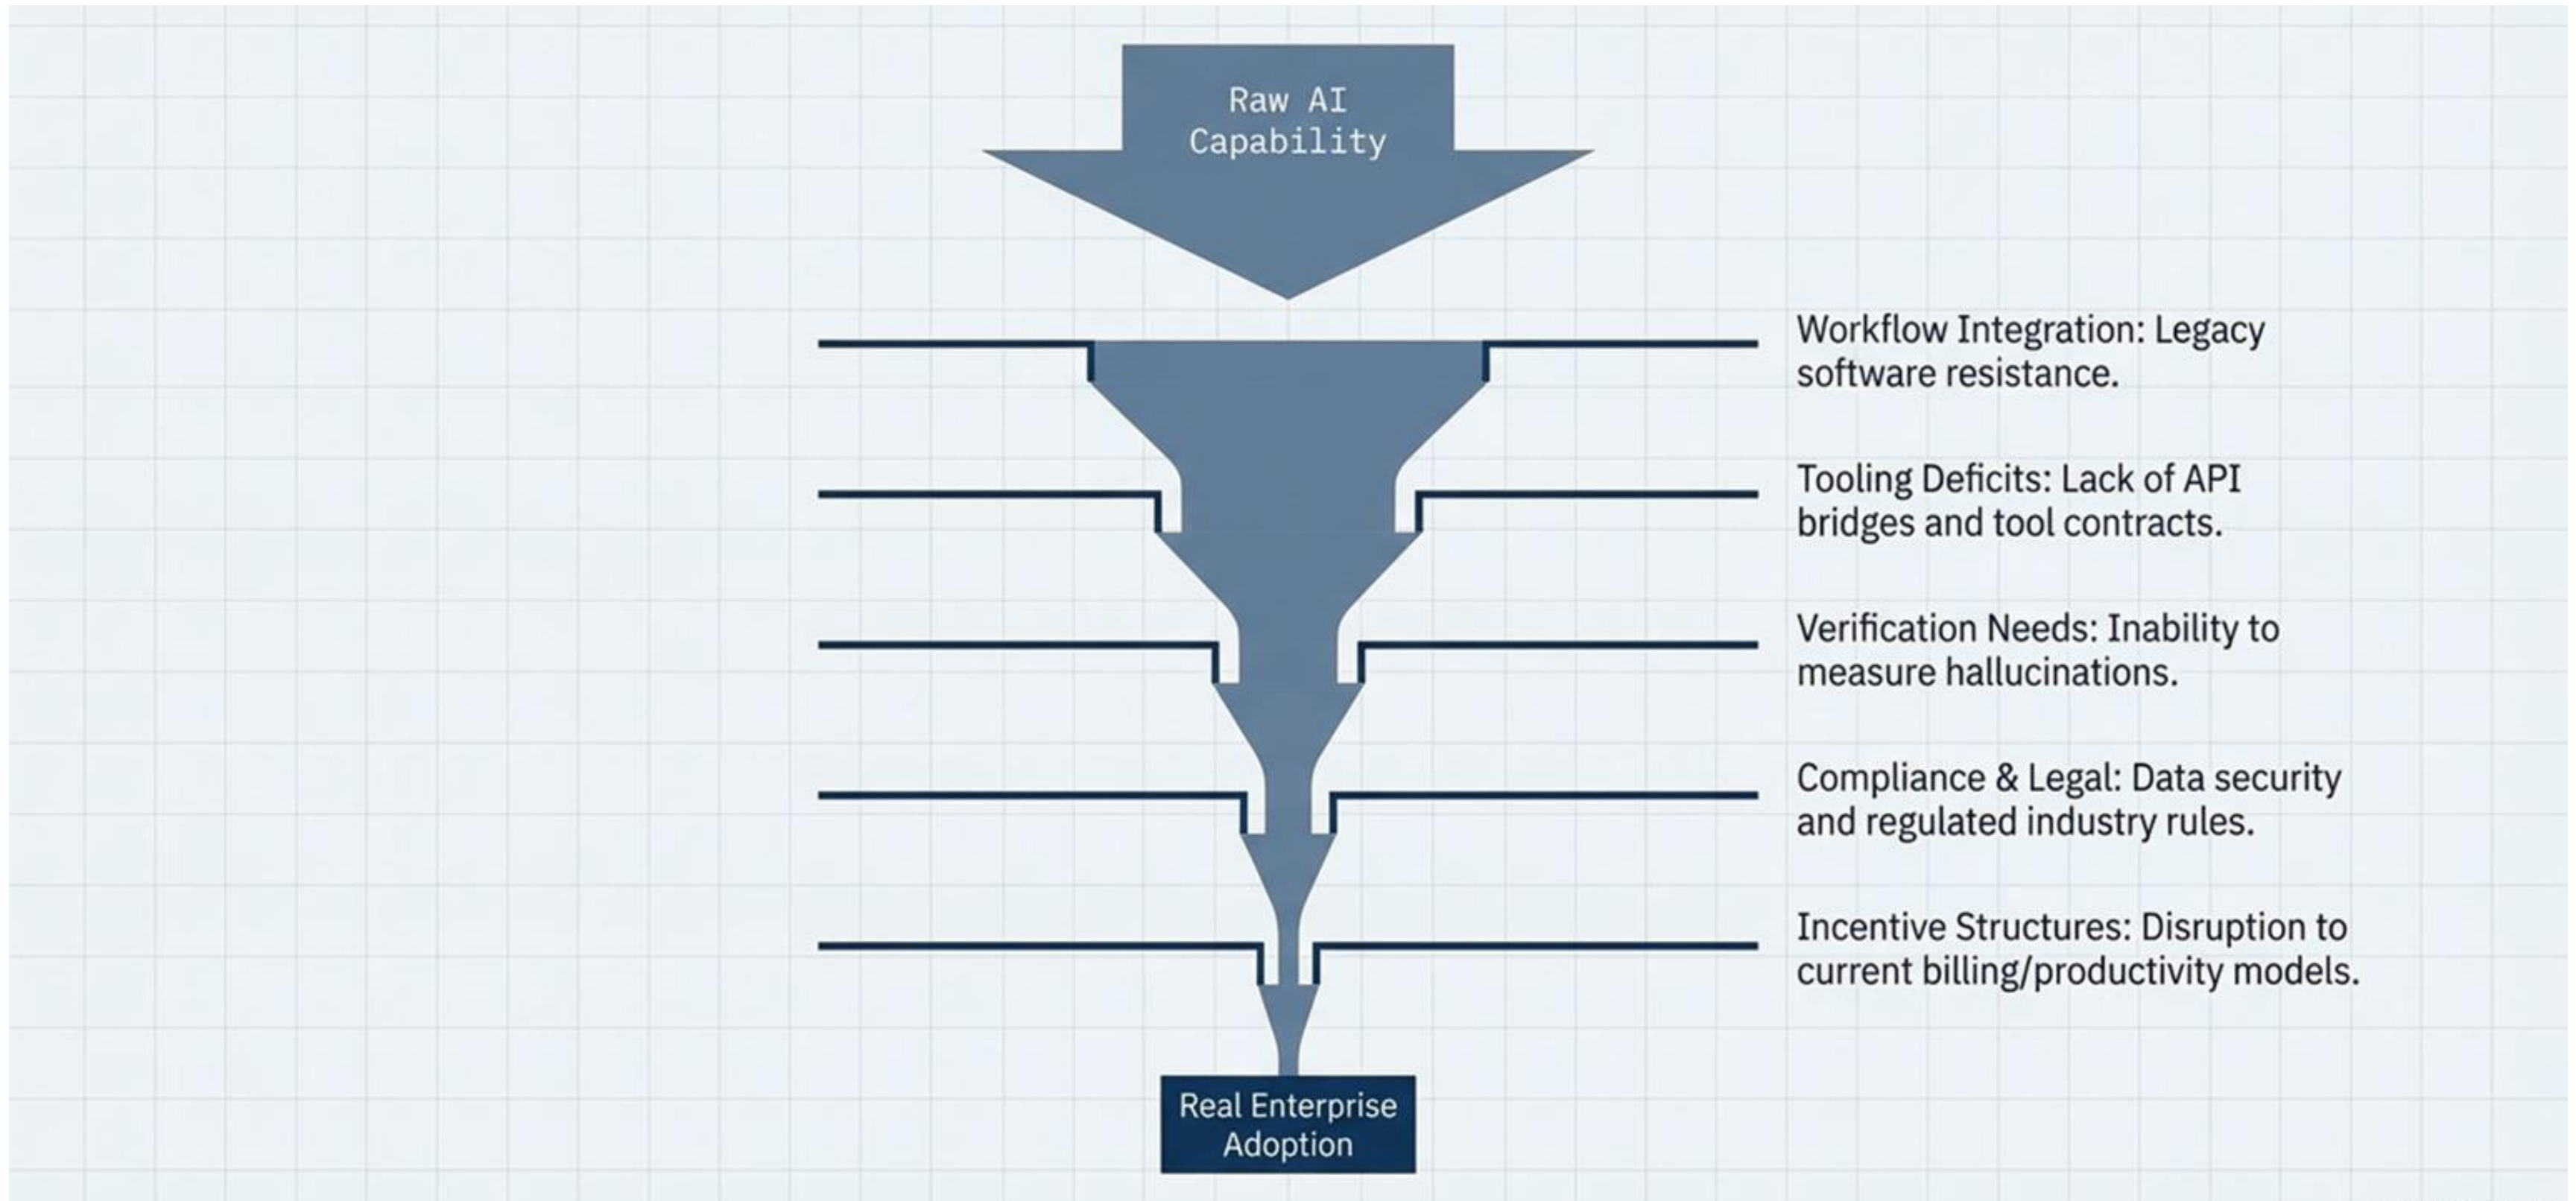 Raw AI
Capability
Workflow Integration: Legacy
software resistance.
Tooling Deficits: Lack of API
bridges and tool contracts.
Verification Needs: Inability to
measure hallucinations.
Compliance & Legal: Data security
and regulated industry rules.
Incentive Structures: Disruption to
current billing/productivity models.
Real Enterprise
Adoption